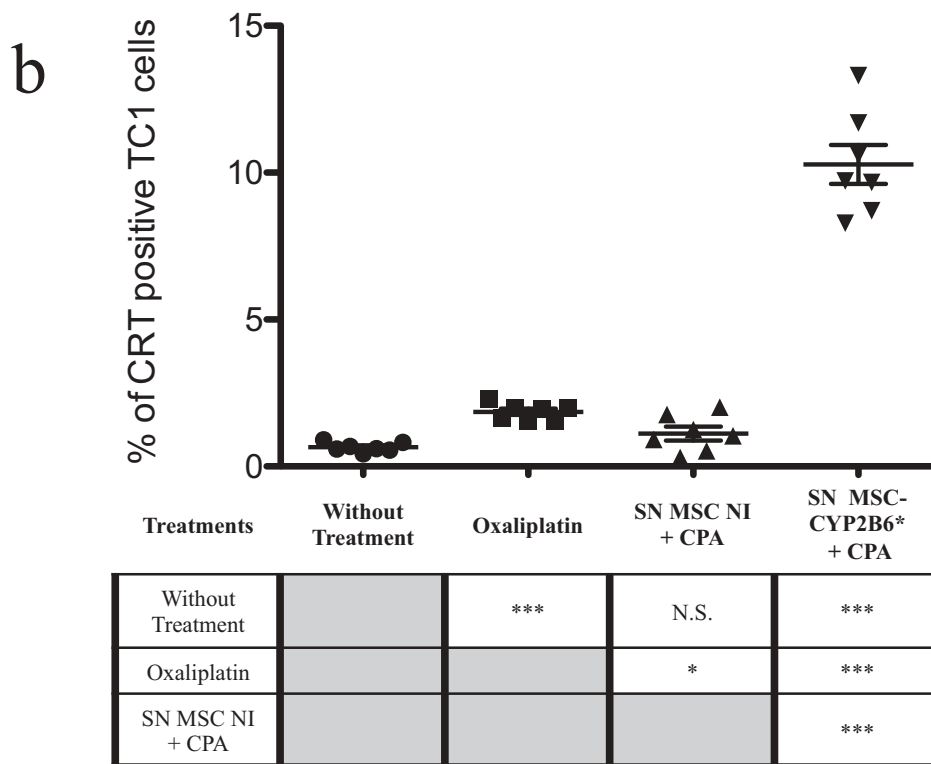 b
% of CRT positive TC1 cells
15
10
5
0
Treatments
Without
Treatment
Oxaliplatin
SN MSC NI
+ CPA
SN MSC-
CYP2B6*
+ CPA
Without
Treatment
***
N.S.
***
Oxaliplatin
*
***
SN MSC NI
+ CPA
***